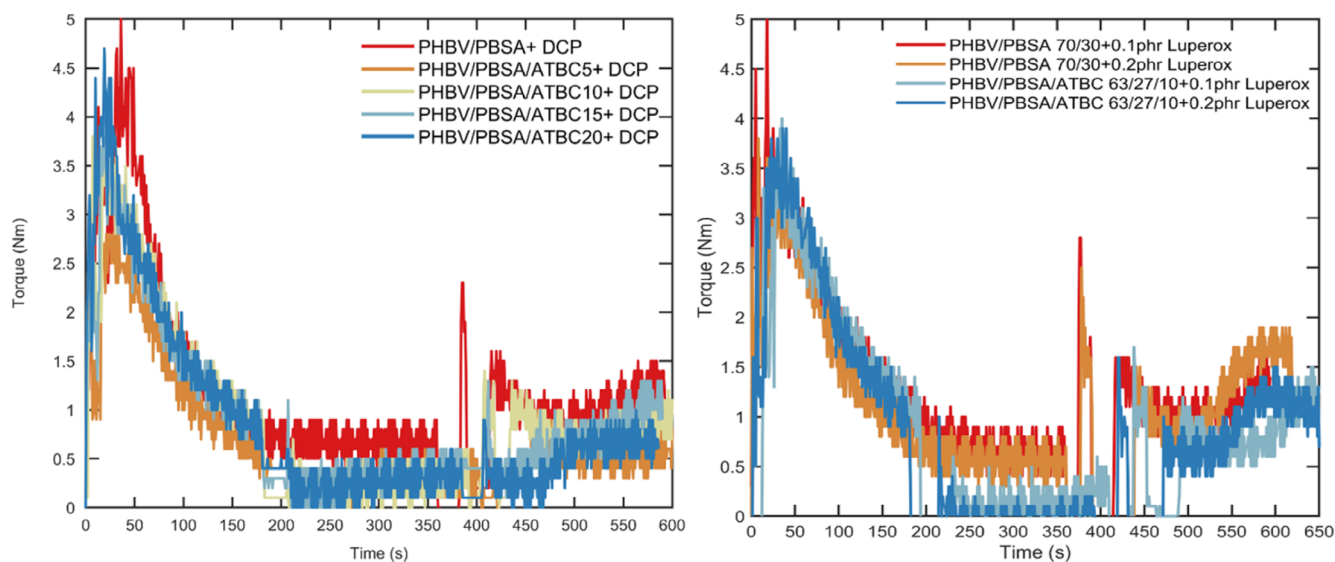 5
4.5
4
3.5
3
2.5
2
1.5
1
0.5
0
Torque (Nm)
PHBV/PBSA+ DCP
PHBV/PBSA/ATBC5+ DCP
PHBV/PBSA/ATBC10+ DCP
PHBV/PBSA/ATBC15+ DCP
PHBV/PBSA/ATBC20+ DCP
0 50 100 150 200 250 300 350 400 450 500 550 600
Time (s)
5
4.5
4
3.5
3
2.5
2
1.5
1
0.5
0
Torque (Nm)
PHBV/PBSA 70/30+0.1phr Luperox
PHBV/PBSA 70/30+0.2phr Luperox
PHBV/PBSA/ATBC 63/27/10+0.1phr Luperox
PHBV/PBSA/ATBC 63/27/10+0.2phr Luperox
0 50 100 150 200 250 300 350 400 450 500 550 600 650
Time (s)